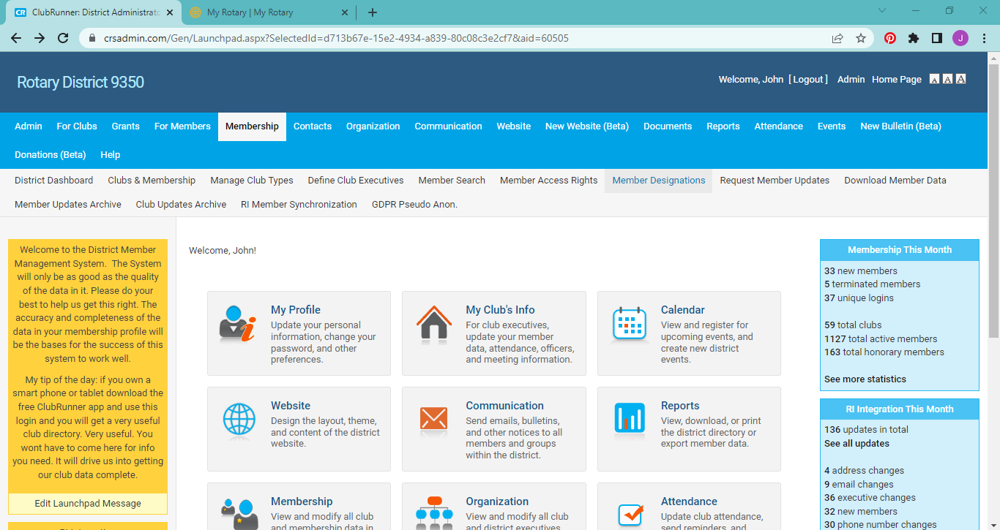 CR ClubRunner: District Administrato
My Rotary | My Rotary
crsadmin.com/Gen/Launchpad.aspx?SelectedId=d713b67e-15e2-4934-a839-80c08c3e2cf7&aid=60505
J
Rotary District 9350
Welcome, John [ Logout ] Admin Home Page A A A
Admin For Clubs Grants For Members Membership Contacts Organization Communication Website New Website (Beta) Documents Reports Attendance Events New Bulletin (Beta)
Donations (Beta) Help
District Dashboard Clubs & Membership Manage Club Types Define Club Executives Member Search Member Access Rights Member Designations Request Member Updates Download Member Data
Member Updates Archive Club Updates Archive RI Member Synchronization GDPR Pseudo Anon.
Welcome to the District Member
Management System. The System
will only be as good as the quality
of the data in it. Please do your
best to help us get this right. The
accuracy and completeness of the
data in your membership profile will
be the bases for the success of this
system to work well.
My tip of the day: if you own a
smart phone or tablet download the
free ClubRunner app and use this
login and you will get a very useful
club directory. Very useful. You
wont have to come here for info
you need. It will drive us into getting
our club data complete.
Edit Launchpad Message
Welcome, John!
My Profile
Update your personal
information, change your
password, and other
preferences.
My Club's Info
For club executives,
update your member
data, attendance, officers,
and meeting information.
Calendar
View and register for
upcoming events, and
create new district
events.
Website
Design the layout, theme,
and content of the district
website.
Communication
Send emails, bulletins,
and other notices to all
members and groups
within the district.
Reports
View, download, or print
the district directory or
export member data.
Membership
View and modify all club
and membership data in
Organization
View and modify all club
and district executives
Attendance
Update club attendance,
send reminders, and
Membership This Month
33 new members
5 terminated members
37 unique logins
59 total clubs
1127 total active members
163 total honorary members
See more statistics
RI Integration This Month
136 updates in total
See all updates
4 address changes
9 email changes
36 executive changes
32 new members
30 phone number changes